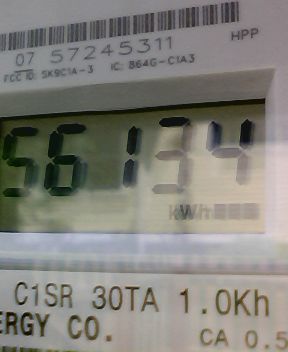 07 57245311
HPP
FCC ID: SK9C1A-3 IC: 864G-C1A3
56134
kWh
C1SR 30TA 1.0Kh
ERGY CO.
CA 0.5